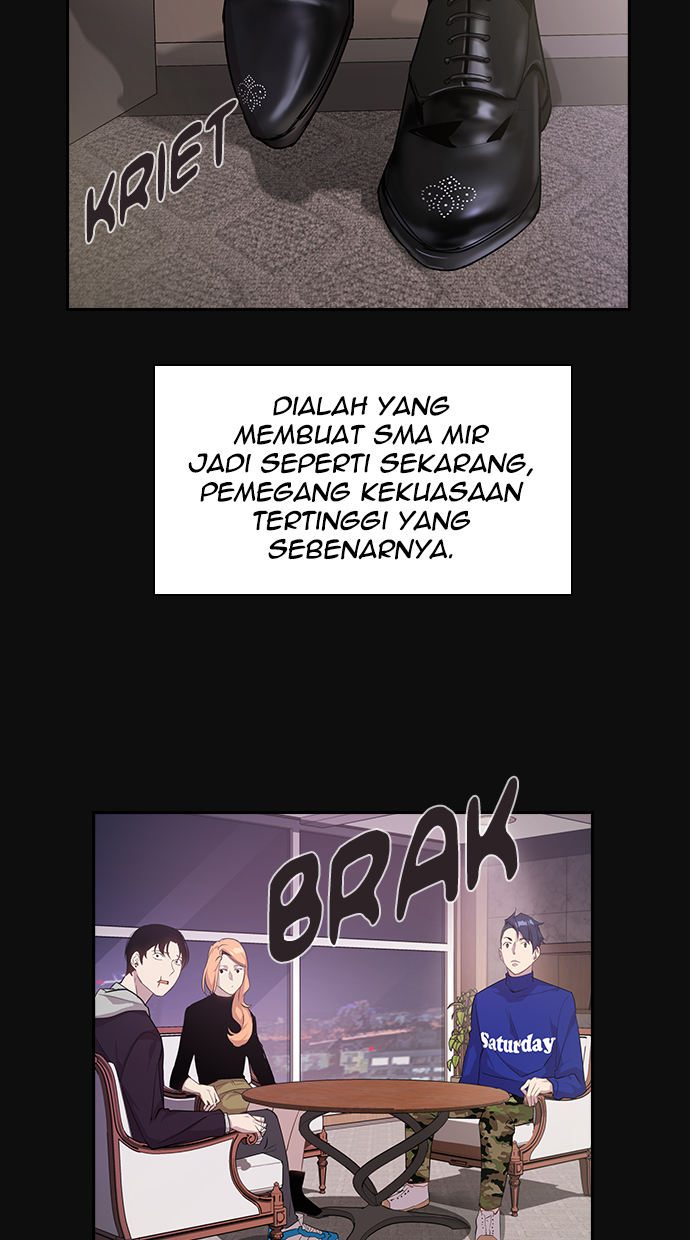 KRIET
DIALAH YANG
MEMBUAT SMA MIR
JADI SEPERTI SEKARANG,
PEMEGANG KEKUASAAN
TERTINGGI YANG
SEBENARNYA.
BRAK
Saturday